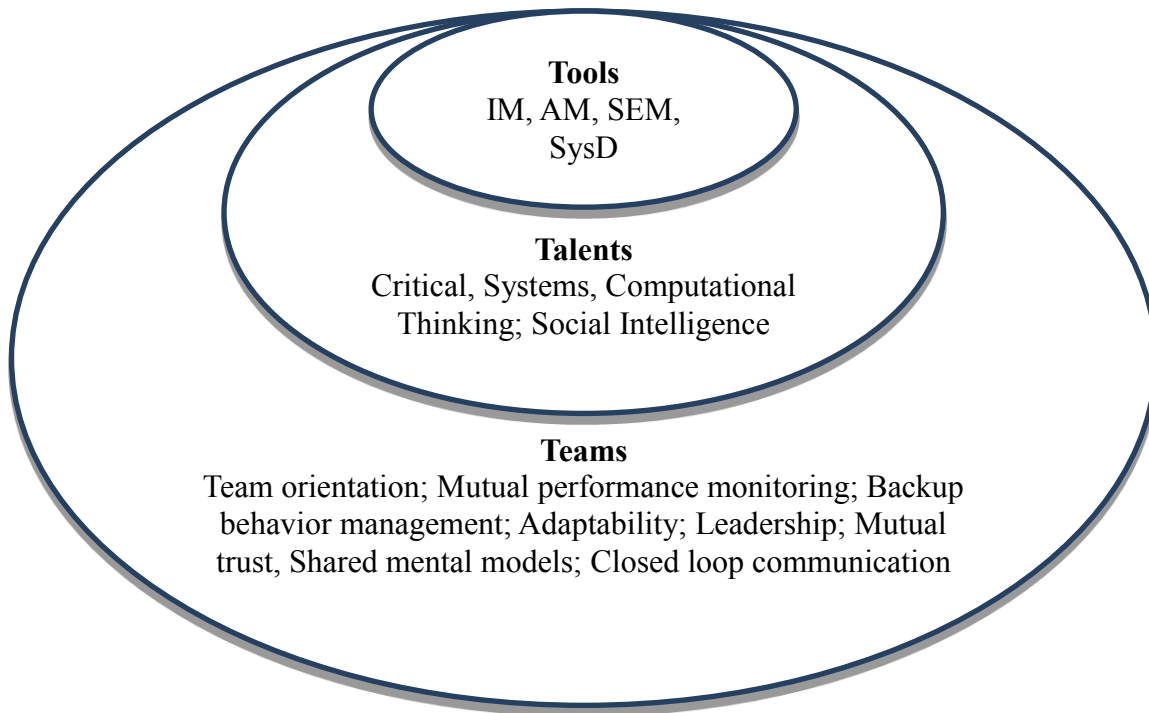 Tools
IM, AM, SEM,
SysD
Talents
Critical, Systems, Computational
Thinking; Social Intelligence
Teams
Team orientation; Mutual performance monitoring; Backup
behavior management; Adaptability; Leadership; Mutual
trust, Shared mental models; Closed loop communication